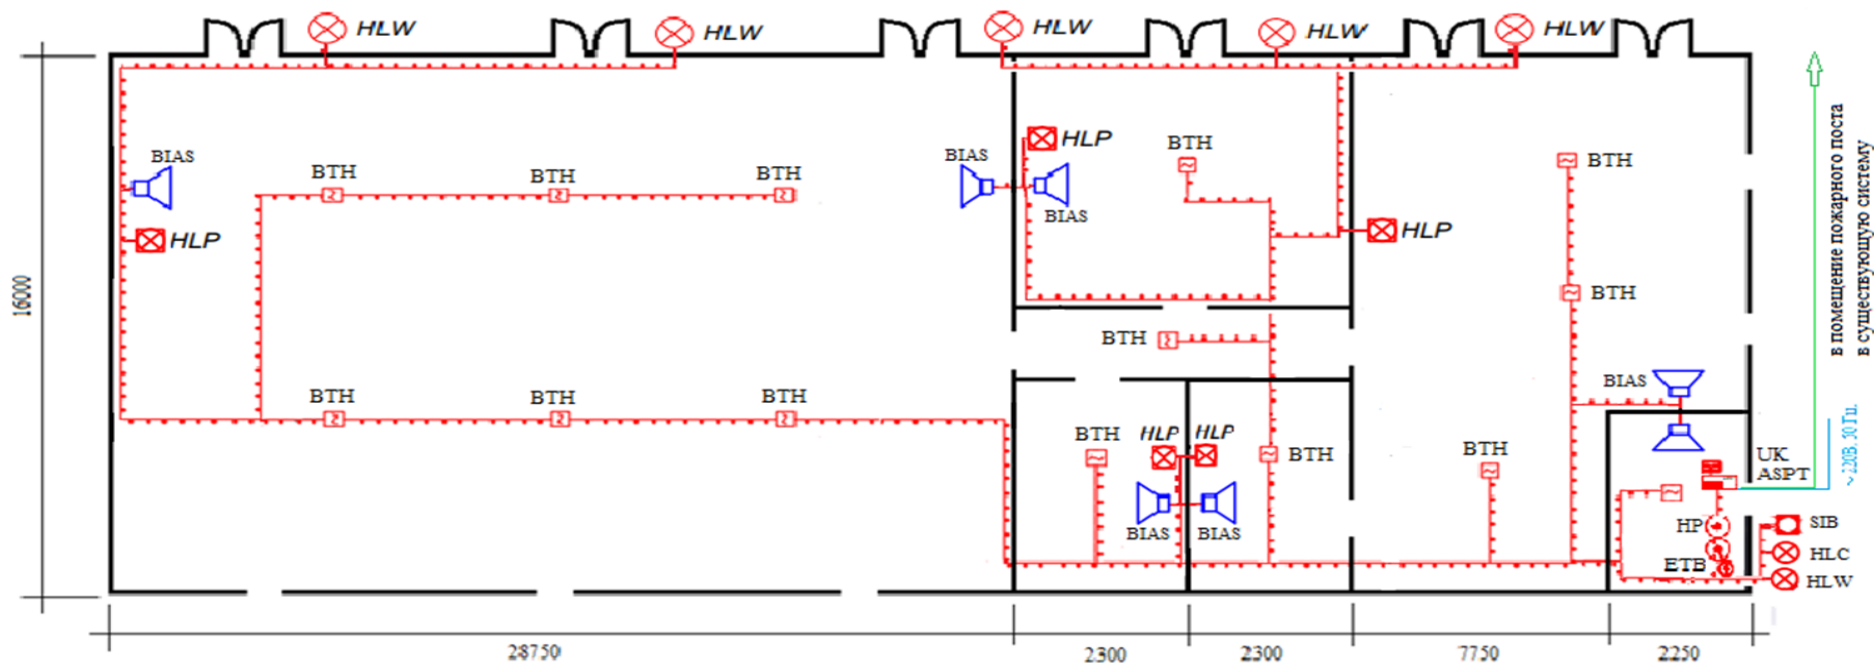 HLW
HLW
HLW
HLW
HLW
BIAS
BTH
BTH
BTH
BIAS
HLP
BTH
BTH
BIAS
HLP
HLP
BTH
16000
BTH
BIAS
BTH
BTH
BTH
BTH
HLP
HLP
BTH
BTH
UK
ASPT
BIAS
BIAS
HP
SIB
ETB
HLC
HLW
28750
2300
2300
7750
2250
в помещение пожарного поста
в существующую систему
~220В. 50 Гц.